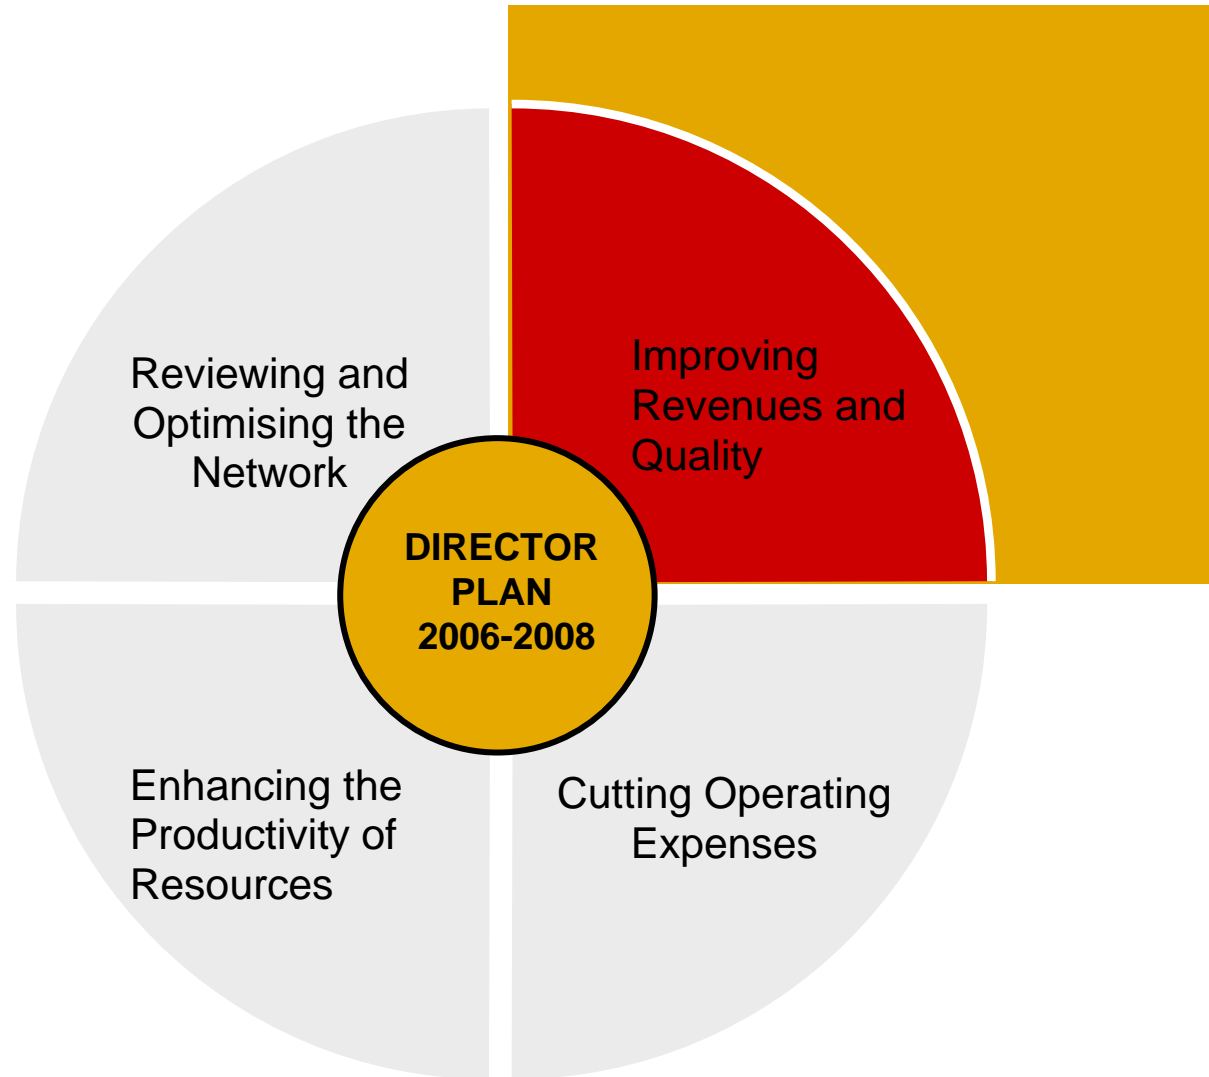 Reviewing and
Optimising the
Network
Improving
Revenues and
Quality
DIRECTOR
PLAN
2006-2008
Enhancing the
Productivity of
Resources
Cutting Operating
Expenses